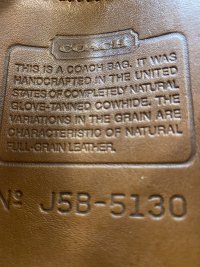 COACH
THIS IS A COACH BAG. IT WAS
HANDCRAFTED IN THE UNITED
STATES OF COMPLETELY NATURAL
GLOVE-TANNED COWHIDE. THE
VARIATIONS IN THE GRAIN ARE
CHARACTERISTIC OF NATURAL
FULL-GRAIN LEATHER.
Nº J5B-5130